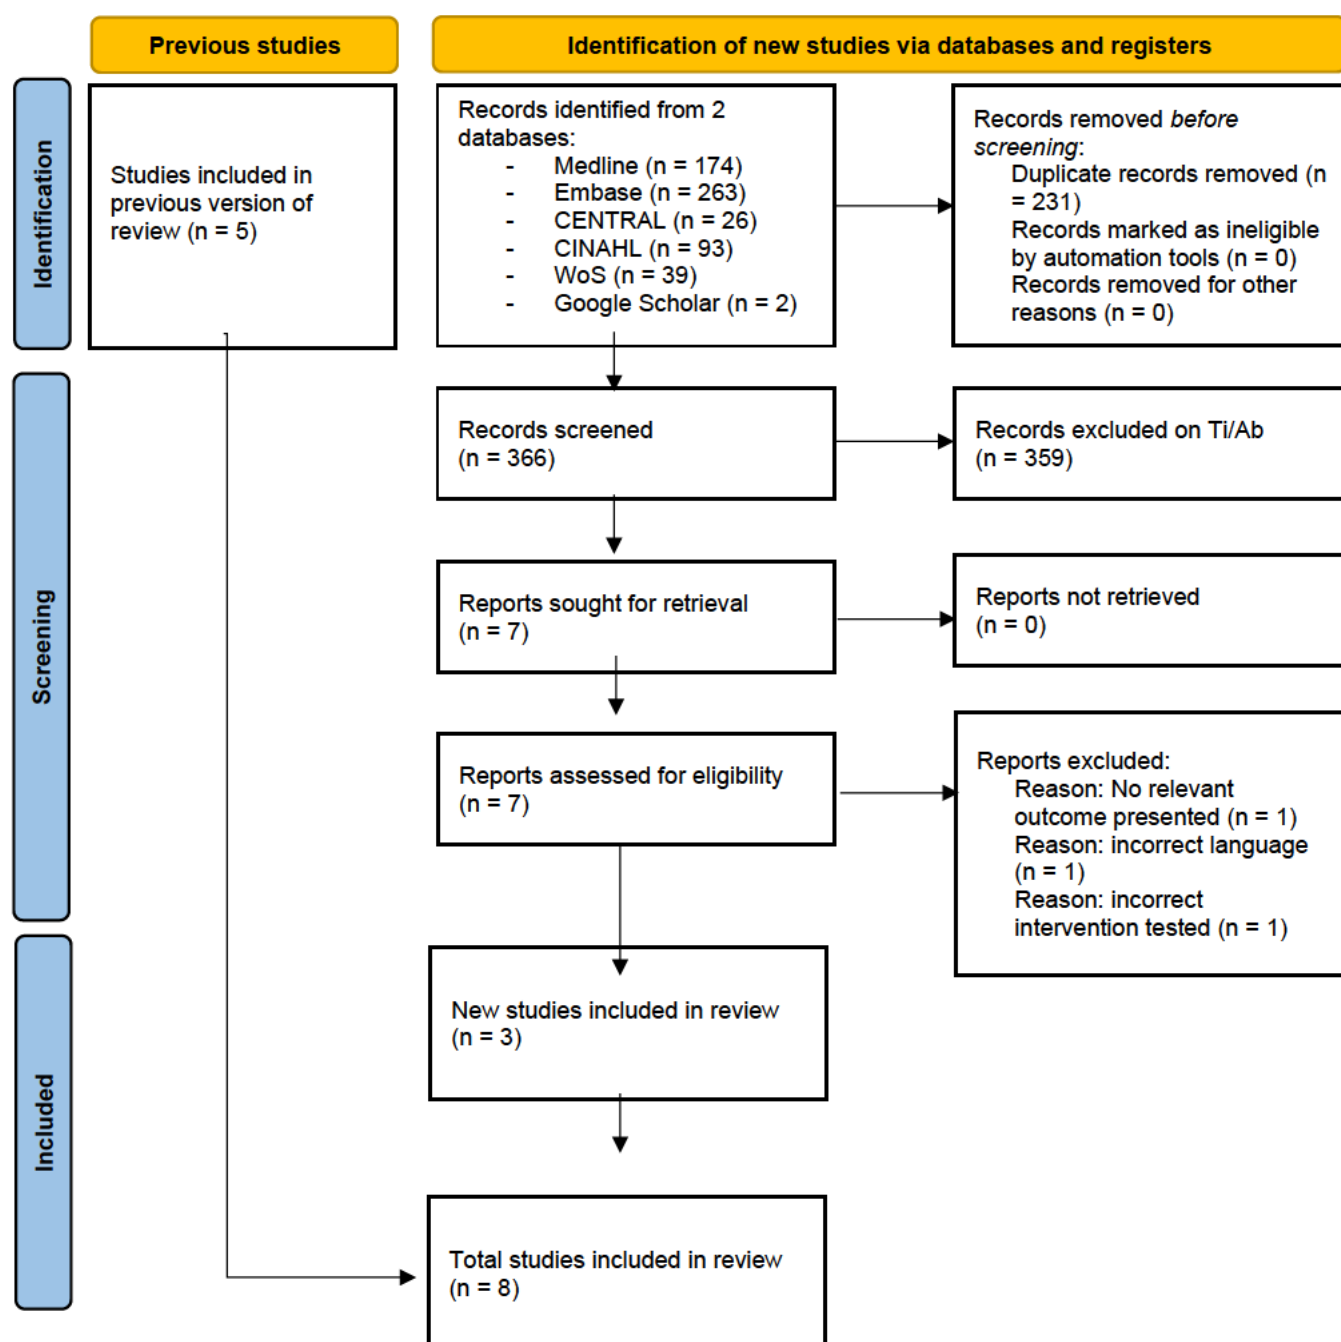 Previous studies
Identification of new studies via databases and registers
Identification
Studies included in
previous version of
review (n = 5)
Records identified from 2
databases:
- Medline (n = 174)
- Embase (n = 263)
- CENTRAL (n = 26)
- CINAHL (n = 93)
- WoS (n = 39)
- Google Scholar (n = 2)
Records removed before
screening:
Duplicate records removed (n
= 231)
Records marked as ineligible
by automation tools (n = 0)
Records removed for other
reasons (n = 0)
Screening
Records screened
(n = 366)
Records excluded on Ti/Ab
(n = 359)
Reports sought for retrieval
(n = 7)
Reports not retrieved
(n = 0)
Reports assessed for eligibility
(n = 7)
Reports excluded:
Reason: No relevant
outcome presented (n = 1)
Reason: incorrect language
(n = 1)
Reason: incorrect
intervention tested (n = 1)
Included
New studies included in review
(n = 3)
Total studies included in review
(n = 8)